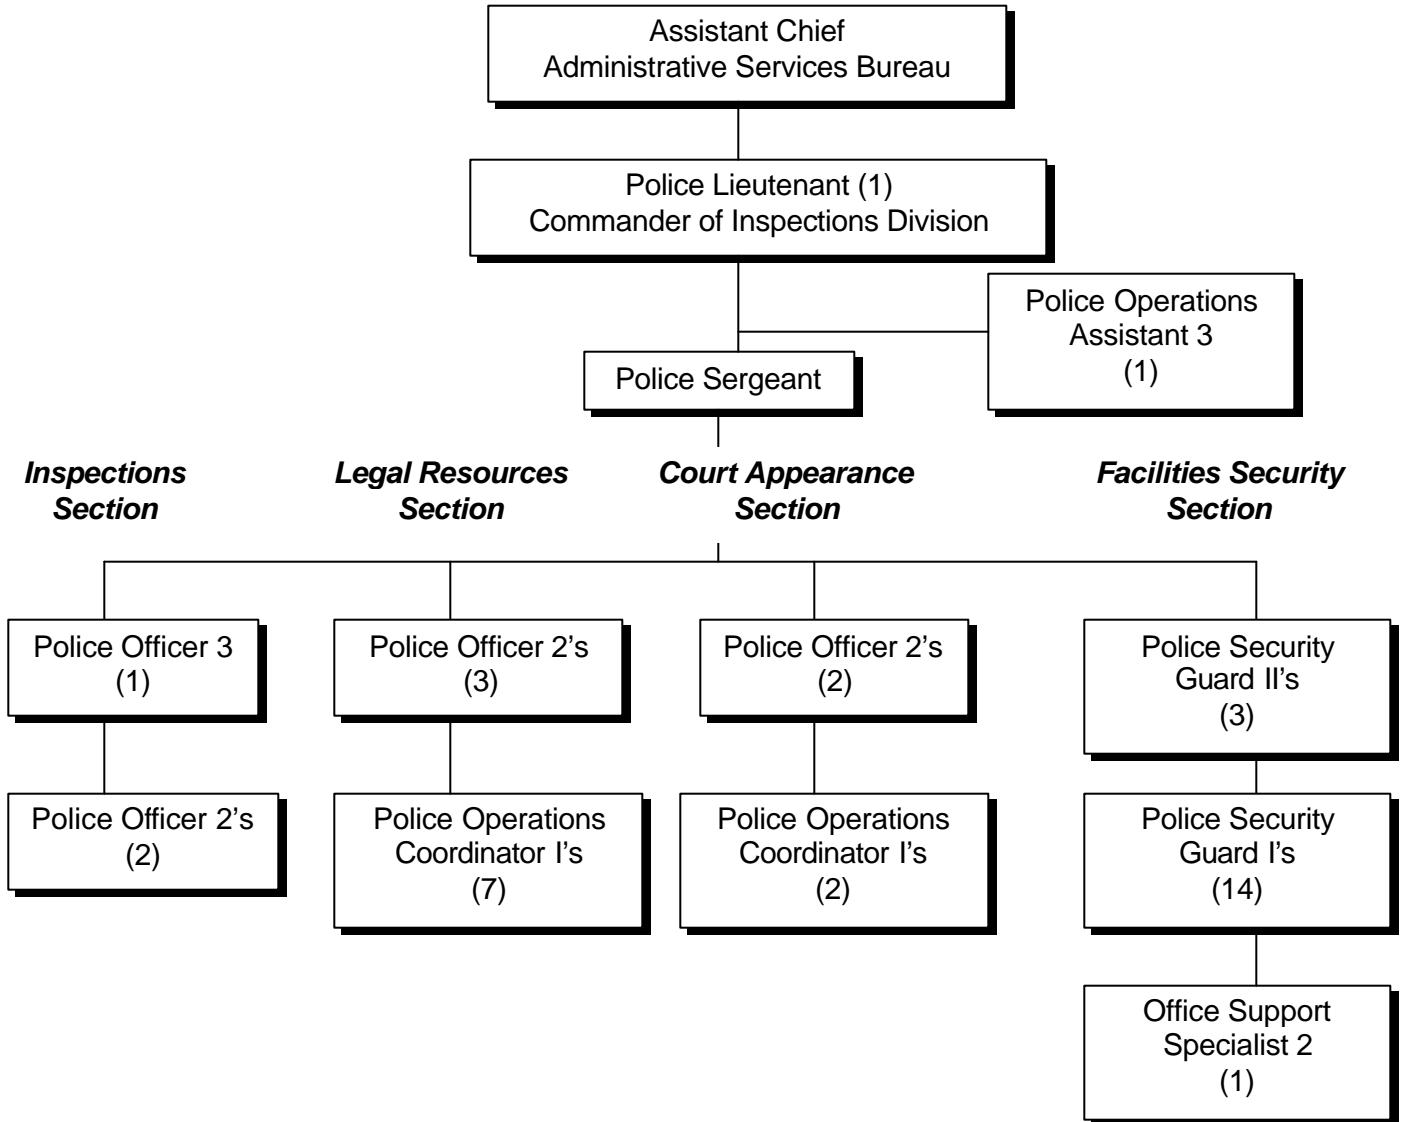 Assistant Chief
Administrative Services Bureau
Police Lieutenant (1)
Commander of Inspections Division
Police Operations
Assistant 3
(1)
Police Sergeant
Inspections
Section
Legal Resources
Section
Court Appearance
Section
Facilities Security
Section
Police Officer 3
(1)
Police Officer 2’s
(3)
Police Officer 2’s
(2)
Police Security
Guard II’s
(3)
Police Officer 2’s
(2)
Police Operations
Coordinator I’s
(7)
Police Operations
Coordinator I’s
(2)
Police Security
Guard I’s
(14)
Office Support
Specialist 2
(1)